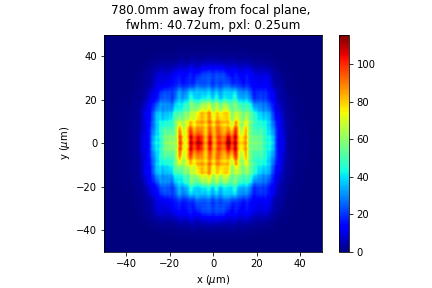 780.0mm away from focal plane,
fwhm: 40.72um, pxl: 0.25um
40
20
0
−20
−40
y (μm)
−40 −20 0 20 40
x (μm)
100
80
60
40
20
0